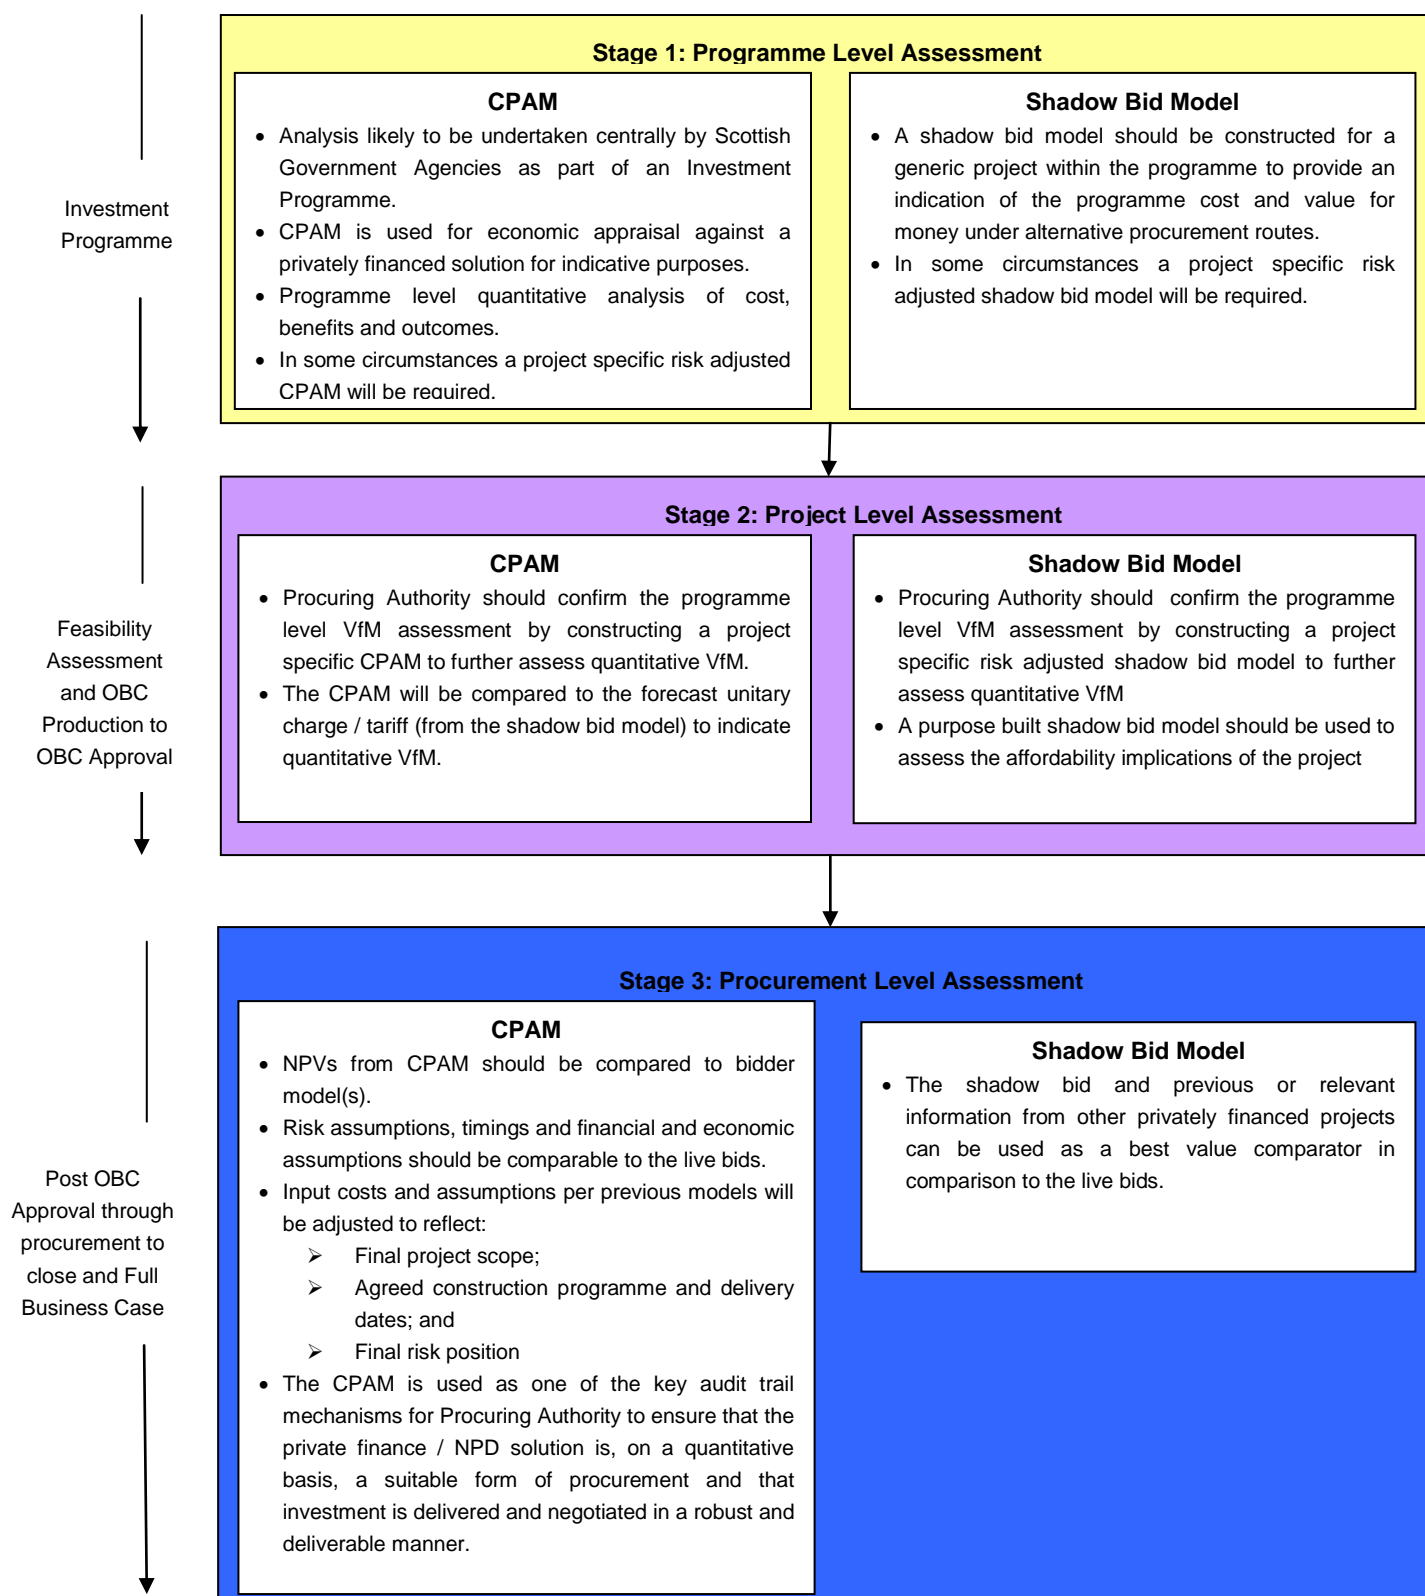 Stage 1: Programme Level Assessment
Investment
Programme
CPAM
• Analysis likely to be undertaken centrally by Scottish
Government Agencies as part of an Investment
Programme.
• CPAM is used for economic appraisal against a
privately financed solution for indicative purposes.
• Programme level quantitative analysis of cost,
benefits and outcomes.
• In some circumstances a project specific risk adjusted
CPAM will be required.
Shadow Bid Model
• A shadow bid model should be constructed for a
generic project within the programme to provide an
indication of the programme cost and value for
money under alternative procurement routes.
• In some circumstances a project specific risk
adjusted shadow bid model will be required.
Stage 2: Project Level Assessment
Feasibility
Assessment
and OBC
Production to
OBC Approval
CPAM
• Procuring Authority should confirm the programme
level VfM assessment by constructing a project
specific CPAM to further assess quantitative VfM.
• The CPAM will be compared to the forecast unitary
charge / tariff (from the shadow bid model) to indicate
quantitative VfM.
Shadow Bid Model
• Procuring Authority should confirm the programme
level VfM assessment by constructing a project
specific risk adjusted shadow bid model to further
assess quantitative VfM
• A purpose built shadow bid model should be used to
assess the affordability implications of the project
Stage 3: Procurement Level Assessment
Post OBC
Approval through
procurement to
close and Full
Business Case
CPAM
• NPVs from CPAM should be compared to bidder
model(s).
• Risk assumptions, timings and financial and economic
assumptions should be comparable to the live bids.
• Input costs and assumptions per previous models will
be adjusted to reflect:
➢ Final project scope;
➢ Agreed construction programme and delivery
dates; and
➢ Final risk position
• The CPAM is used as one of the key audit trail
mechanisms for Procuring Authority to ensure that the
private finance / NPD solution is, on a quantitative
basis, a suitable form of procurement and that
investment is delivered and negotiated in a robust and
deliverable manner.
Shadow Bid Model
• The shadow bid and previous or relevant
information from other privately financed projects
can be used as a best value comparator in
comparison to the live bids.